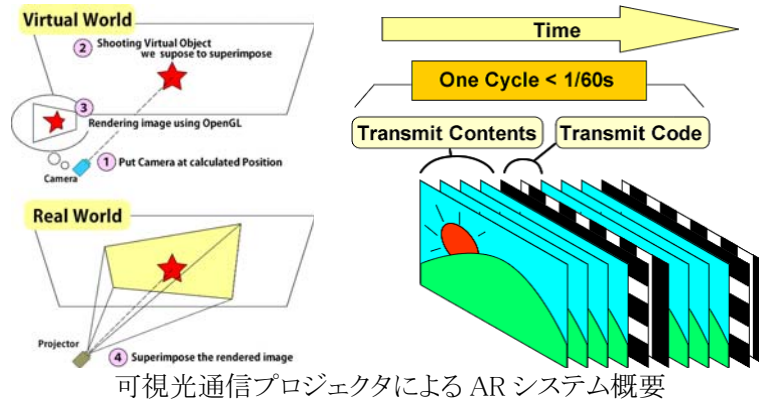 Virtual World
2 Shooting Virtual Object
we supose to superimpose
3
Rendering image using OpenGL
1 Put Camera at calculated Position
Camera
Real World
Projector
4 Superimpose the rendered image
Time
One Cycle < 1/60s
Transmit Contents
Transmit Code
可視光通信プロジェクタによる AR システム概要